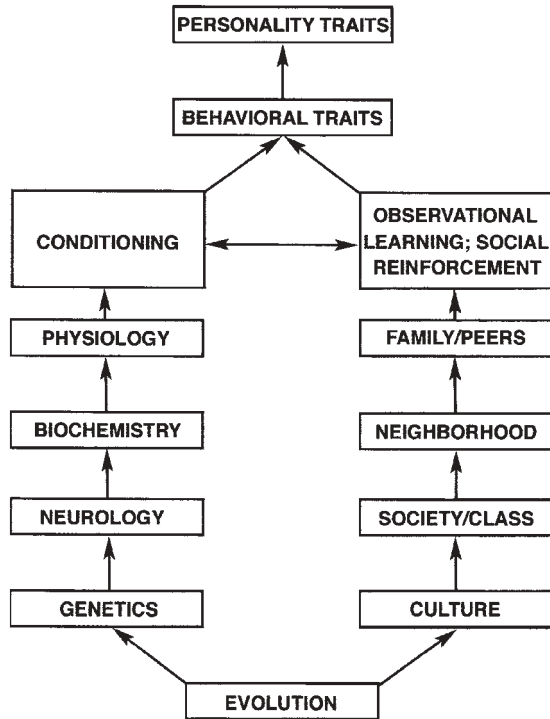 PERSONALITY TRAITS
BEHAVIORAL TRAITS
CONDITIONING
OBSERVATIONAL
LEARNING; SOCIAL
REINFORCEMENT
PHYSIOLOGY
FAMILY/PEERS
BIOCHEMISTRY
NEIGHBORHOOD
NEUROLOGY
SOCIETY/CLASS
GENETICS
CULTURE
EVOLUTION